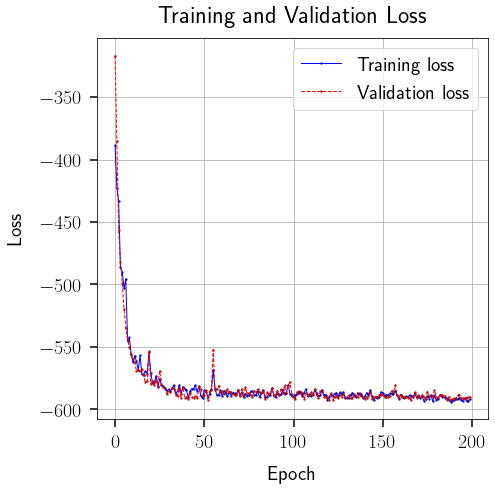 Training and Validation Loss
Training loss
Validation loss
−350
−400
−450
−500
−550
−600
Loss
0 50 100 150 200
Epoch